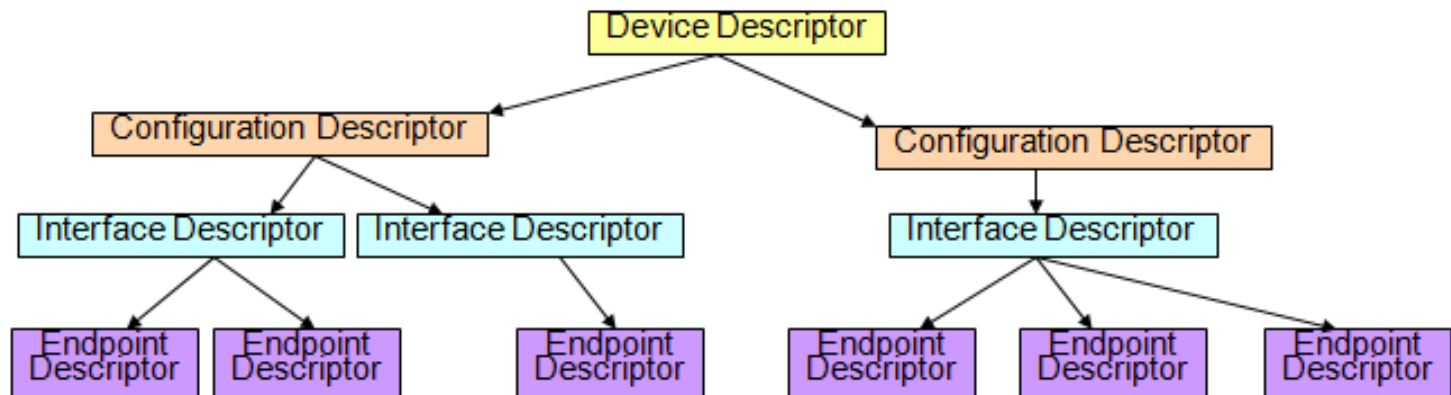 Device Descriptor
Configuration Descriptor
Configuration Descriptor
Interface Descriptor
Interface Descriptor
Interface Descriptor
Endpoint
Descriptor
Endpoint
Descriptor
Endpoint
Descriptor
Endpoint
Descriptor
Endpoint
Descriptor
Endpoint
Descriptor